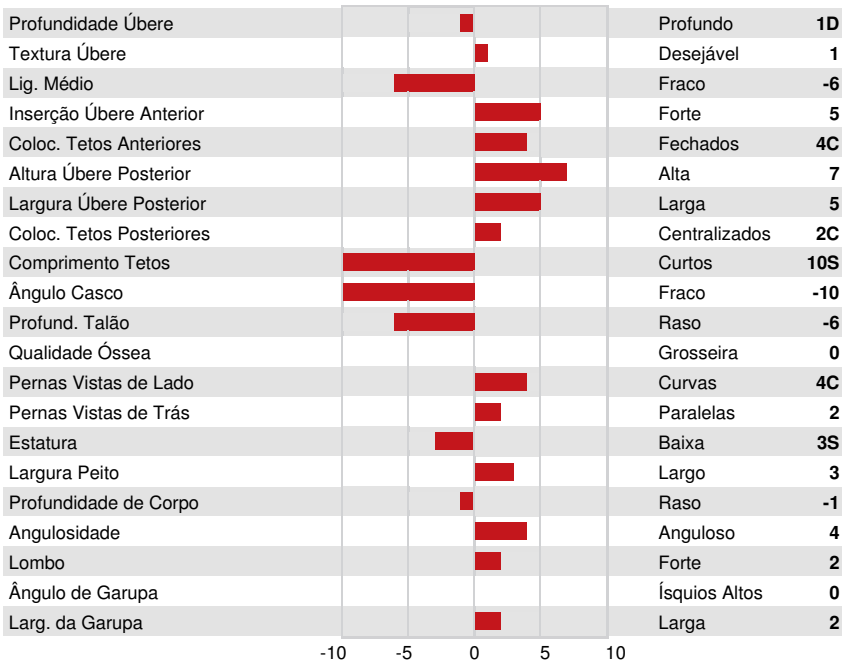 Profundidade Úbere Profundo 1D
Textura Úbere Desejável 1
Lig. Médio Fraco -6
Inserção Úbere Anterior Forte 5
Coloc. Tetos Anteriores Fechados 4C
Altura Úbere Posterior Alta 7
Largura Úbere Posterior Larga 5
Coloc. Tetos Posteriores Centralizados 2C
Comprimento Tetos Curtos 10S
Ângulo Casco Fraco -10
Profund. Talão Raso -6
Qualidade Óssea Grosseira 0
Pernas Vistas de Lado Curvas 4C
Pernas Vistas de Trás Paralelas 2
Estatura Baixa 3S
Largura Peito Largo 3
Profundidade de Corpo Raso -1
Angulosidade Anguloso 4
Lombo Forte 2
Ângulo de Garupa Ísquios Altos 0
Larg. da Garupa Larga 2
-10 -5 0 5 10